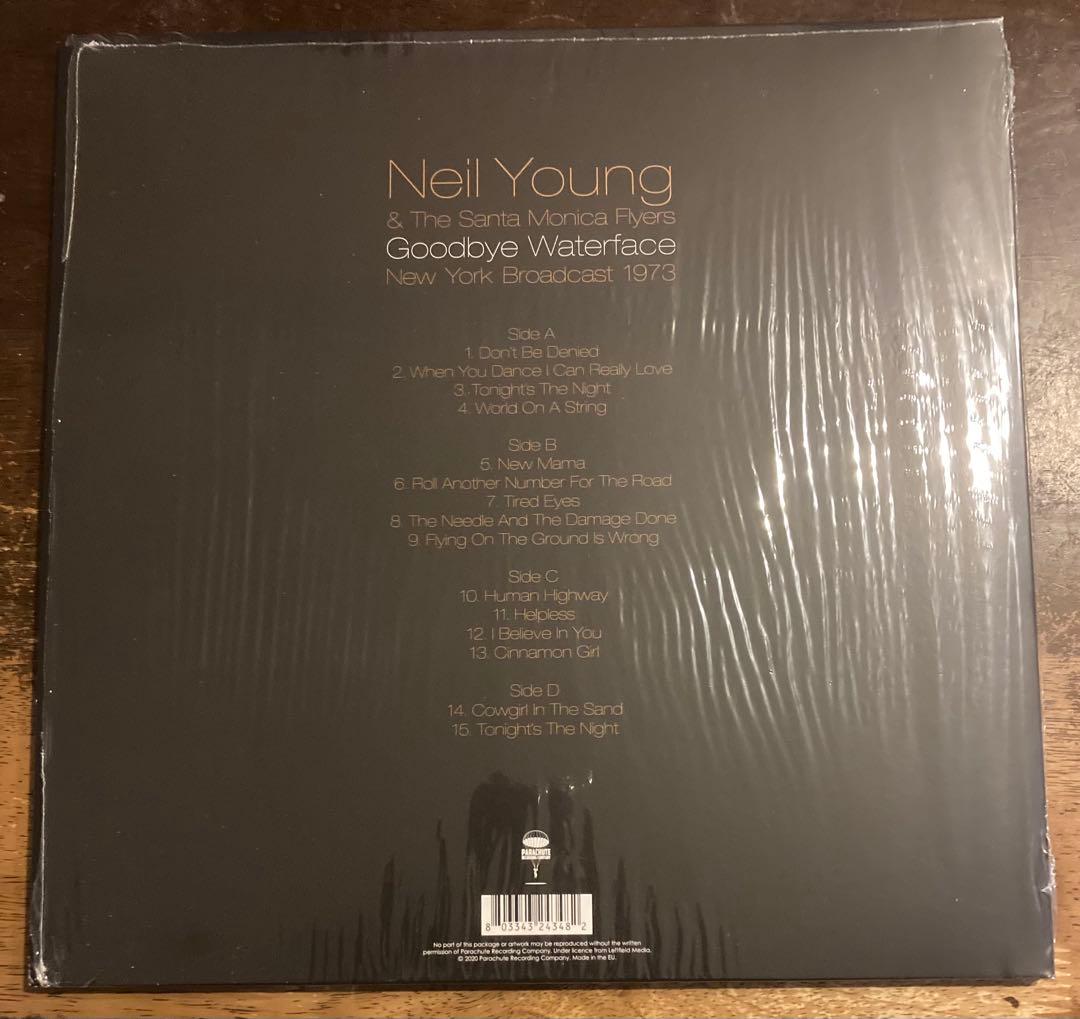 Neil Young
& The Santa Monica Flyers
Goodbye Waterface
New York Broadcast 1973
Side A
1. Don't Be Denied
2. When You Dance I Can Really Love
3. Tonight's The Night
4. World On A String
Side B
5. New Mama
6. Roll Another Number For The Road
7. Tired Eyes
8. The Needle And The Damage Done
9. Flying On The Ground Is Wrong
Side C
10. Human Highway
11. Helpless
12. I Believe In You
13. Cinnamon Girl
Side D
14. Cowgirl In The Sand
15. Tonight's The Night
PARACHUTE
8 03343 24348 2
No part of this package or artwork may be reproduced without the written
permission of Parachute Recording Company. Under licence from Leftfield Media.
© 2020 Parachute Recording Company. Made in the EU.